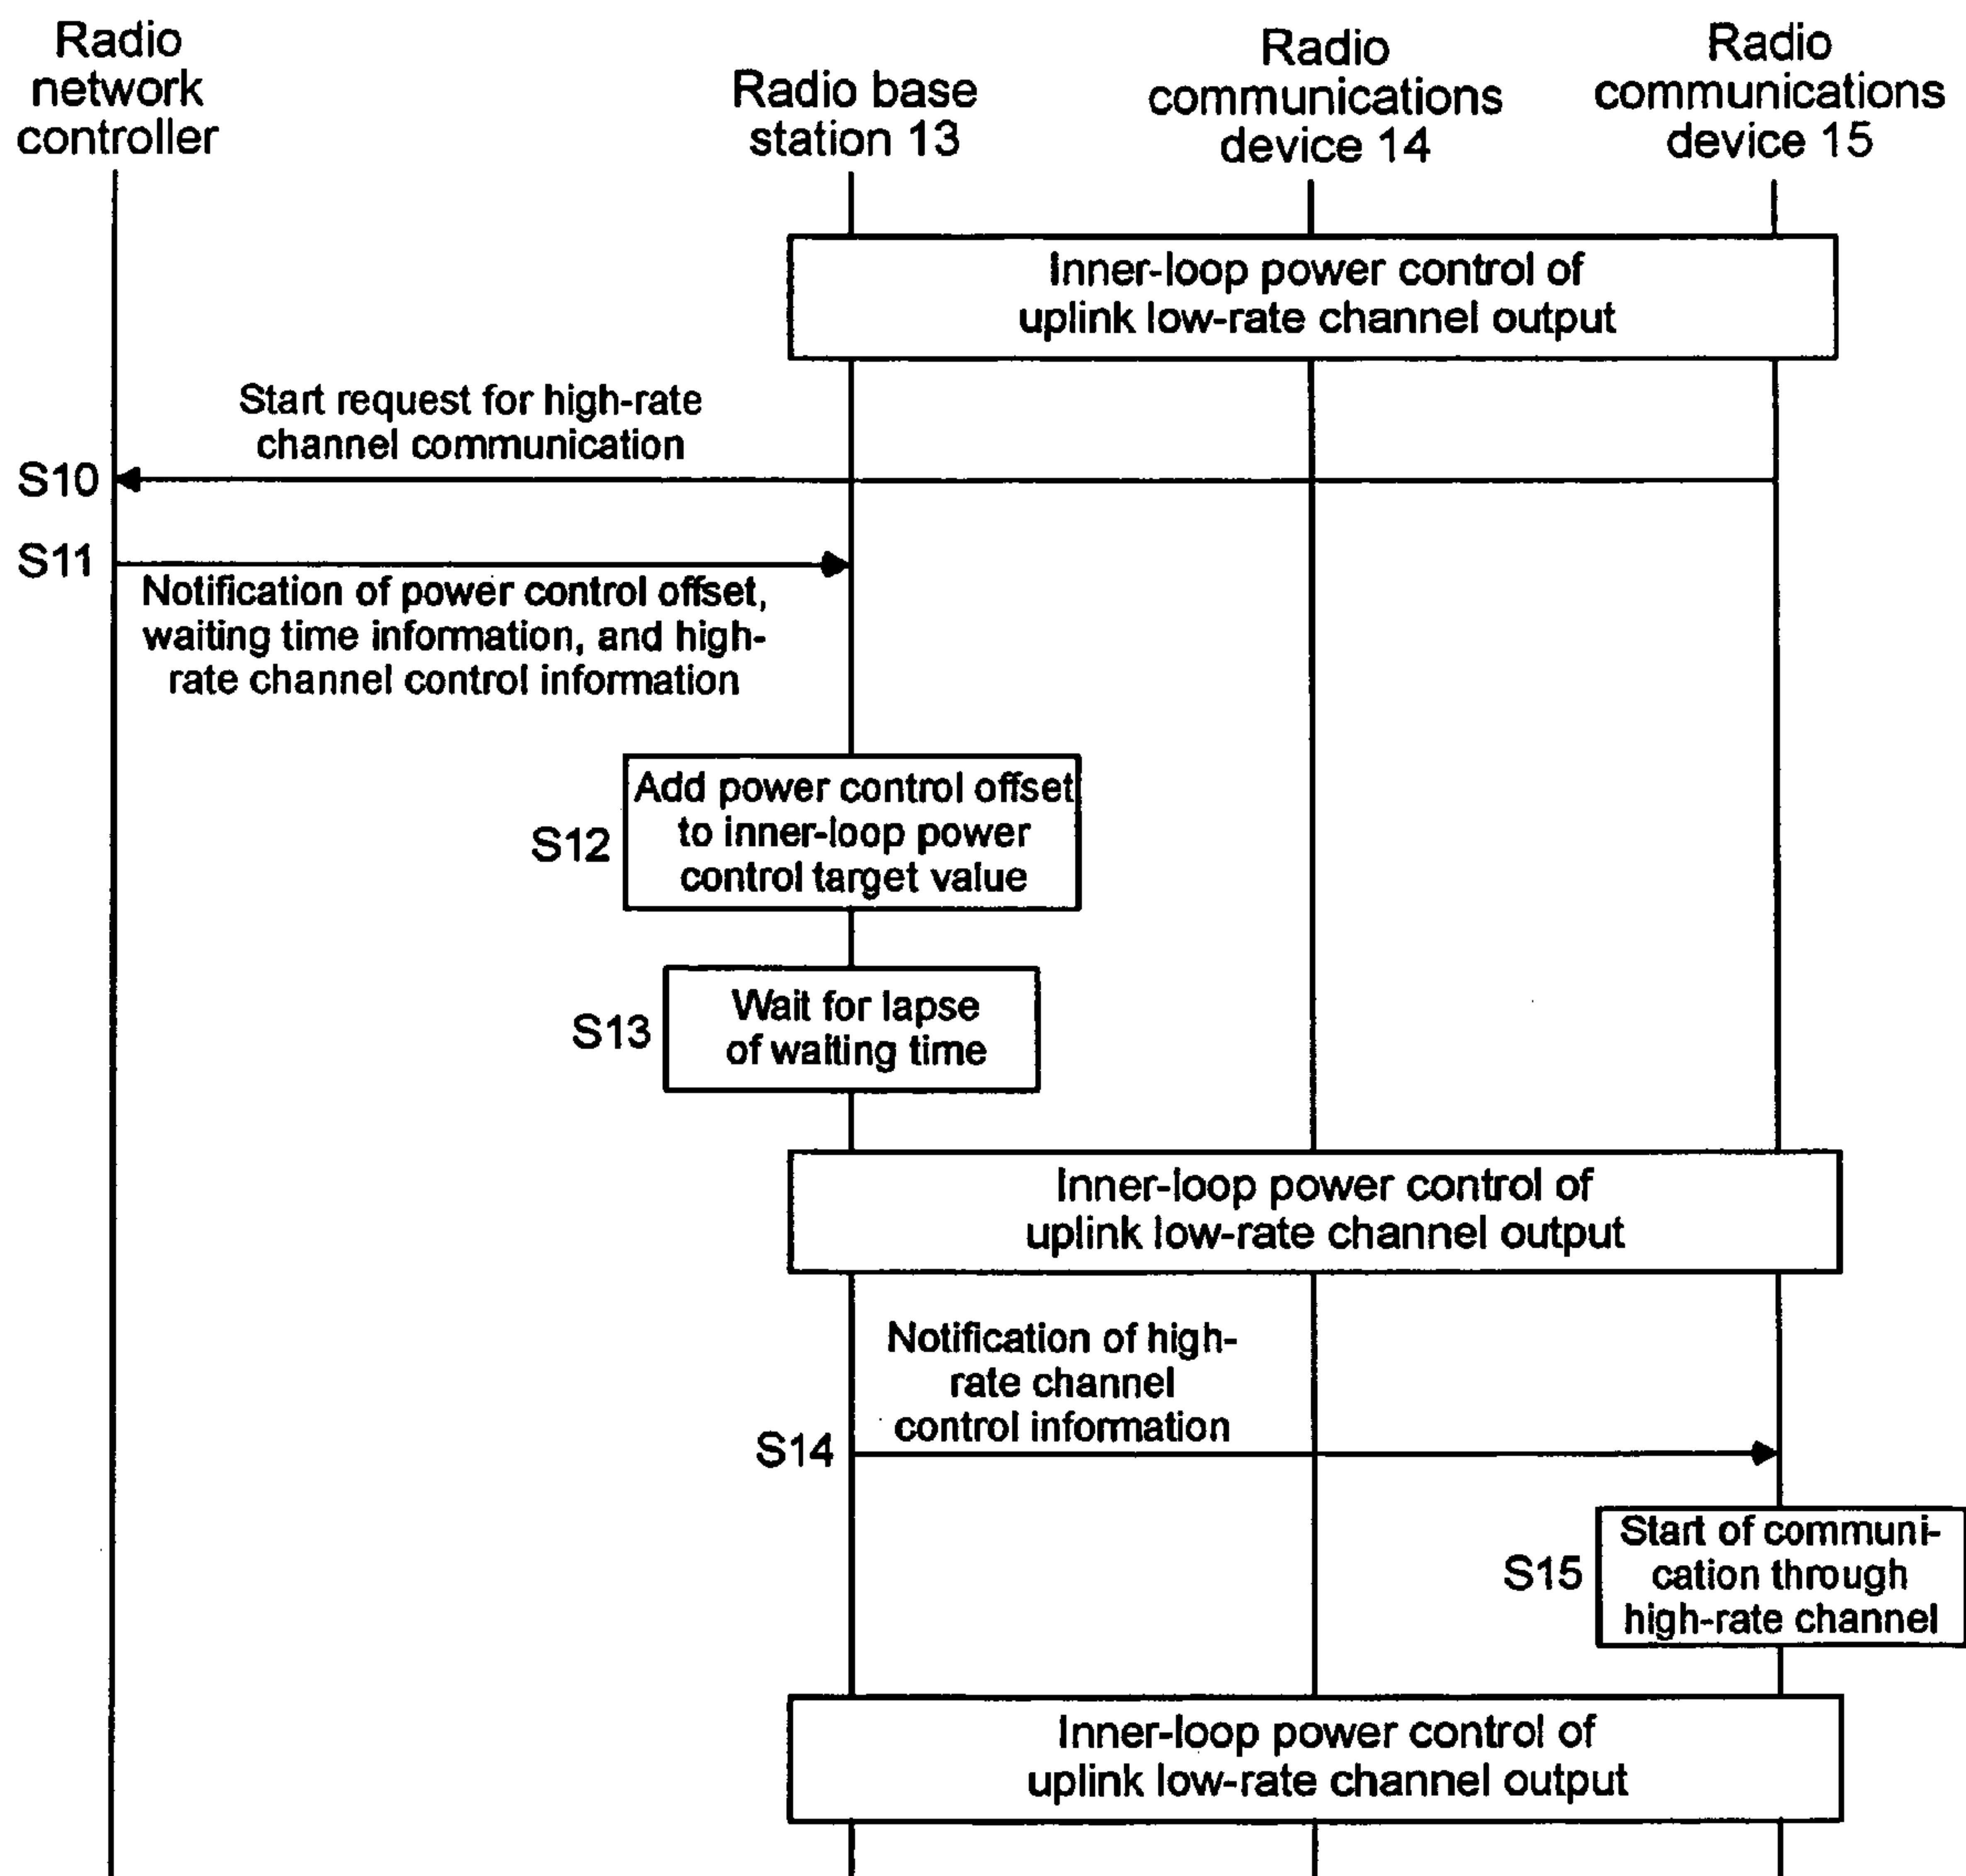 Radio
network
controller
Radio base
station 13
Radio
communications
device 14
Radio
communications
device 15
Inner-loop power control of
uplink low-rate channel output
Start request for high-rate
channel communication
S10
S11
Notification of power control offset,
waiting time information, and high-
rate channel control information
Add power control offset
to inner-loop power
control target value
S12
Wait for lapse
of waiting time
S13
Inner-loop power control of
uplink low-rate channel output
Notification of high-
rate channel
control information
S14
Start of communi-
cation through
high-rate channel
S15
Inner-loop power control of
uplink low-rate channel output